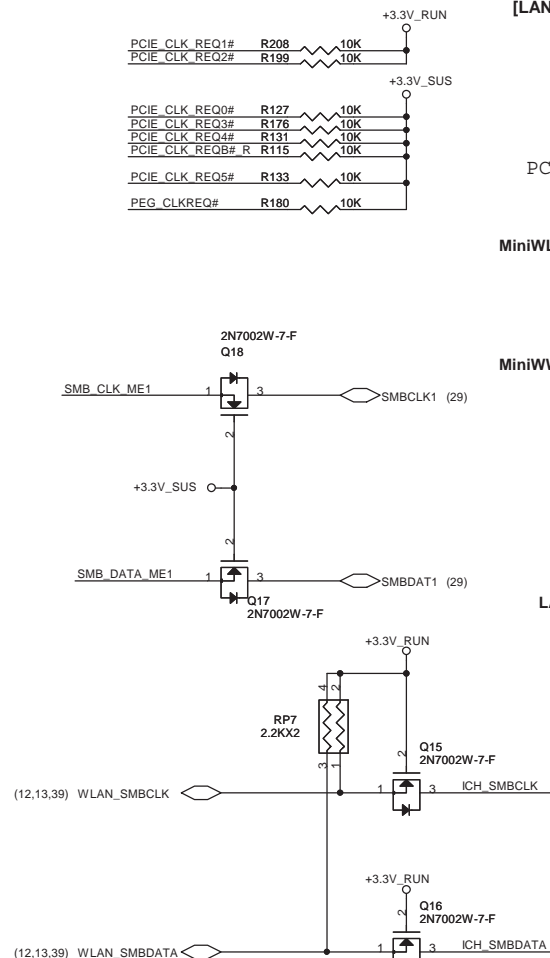 +3.3V_RUN
[LAN
PCIE_CLK_REQ1# R208 10K
PCIE_CLK_REQ2# R199 10K
+3.3V_SUS
PCIE_CLK_REQ0# R127 10K
PCIE_CLK_REQ3# R176 10K
PCIE_CLK_REQ4# R131 10K
PCIE_CLK_REQB#_R R115 10K
PC
PCIE_CLK_REQ5# R133 10K
PEG_CLKREQ# R180 10K
MiniWL
2N7002W-7-F
Q18
MiniWW
SMB_CLK_ME1 1 3 SMBCLK1 (29)
2
+3.3V_SUS
2
SMB_DATA_ME1 1 3 SMBDAT1 (29)
Q17
2N7002W-7-F
LA
+3.3V_RUN
4 2
RP7
2.2KX2
3 1
2
Q15
2N7002W-7-F
(12,13,39) WLAN_SMBCLK 1 3 ICH_SMBCLK
+3.3V_RUN
2
Q16
2N7002W-7-F
(12,13,39) WLAN_SMBDATA 1 3 ICH_SMBDATA